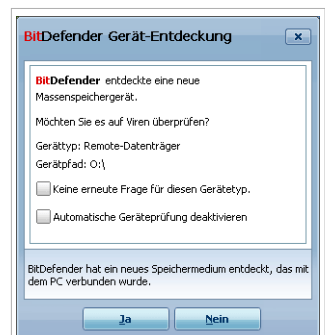 BitDefender Gerät-Entdeckung
BitDefender entdeckte eine neue
Massenspeichergerät.
Möchten Sie es auf Viren überprüfen?
Gerättyp: Remote-Datenträger
Gerätpfad: O:\
Keine erneute Frage für diesen Gerätetyp.
Automatische Geräteprüfung deaktivieren
BitDefender hat ein neues Speichermedium entdeckt, das mit
dem PC verbunden wurde.
Ja
Nein